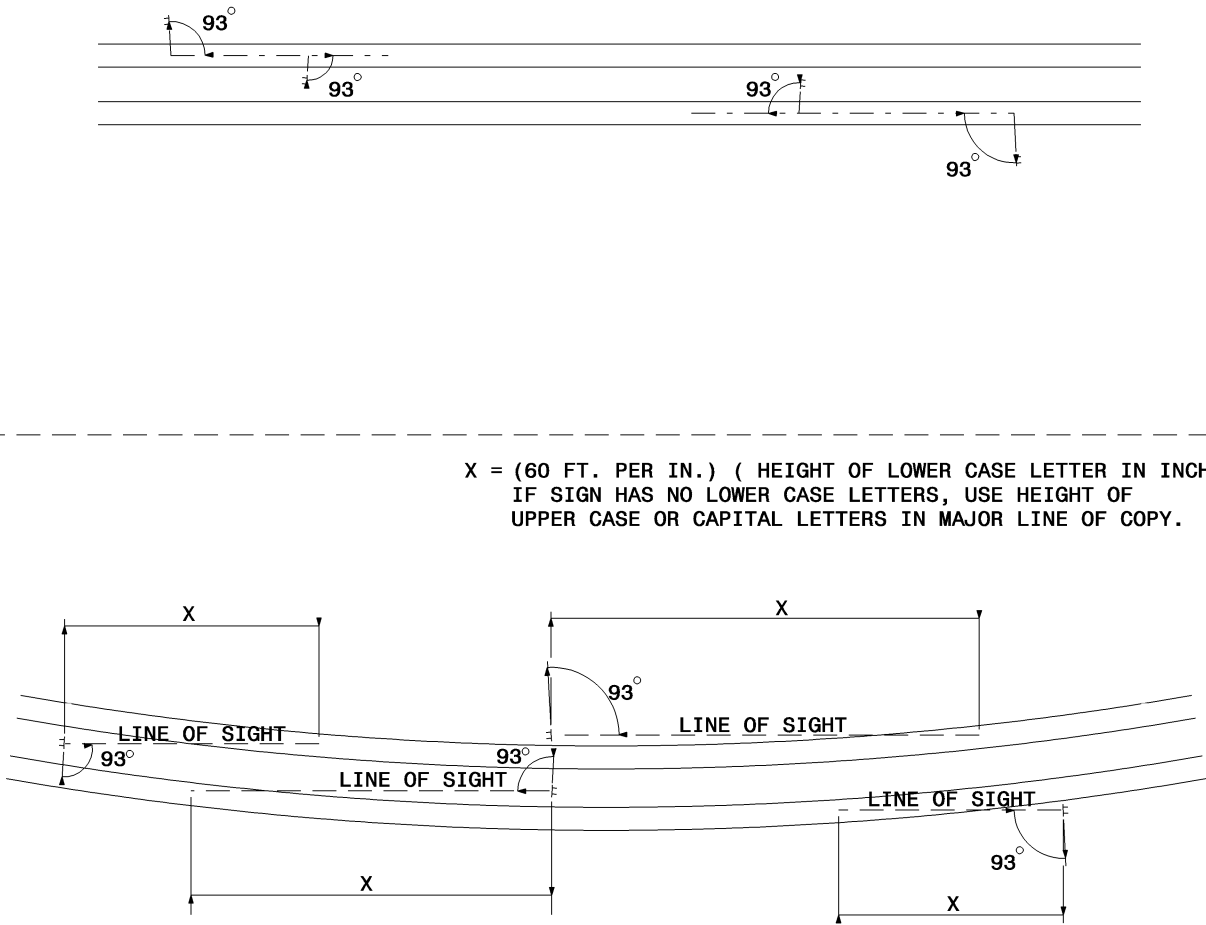 93°
93°
93°
93°
X = (60 FT. PER IN.) ( HEIGHT OF LOWER CASE LETTER IN INCH
IF SIGN HAS NO LOWER CASE LETTERS, USE HEIGHT OF
UPPER CASE OR CAPITAL LETTERS IN MAJOR LINE OF COPY.
X
X
93°
LINE OF SIGHT
LINE OF SIGHT
93°
93°
LINE OF SIGHT
LINE OF SIGHT
93°
X
X